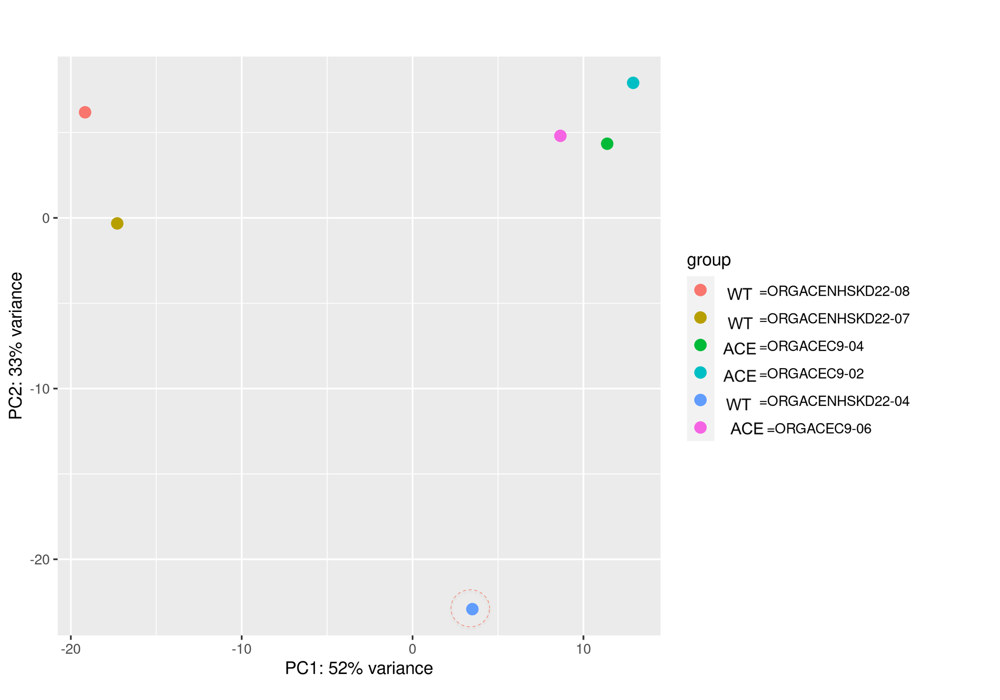 PC2: 33% variance
0
-10
-20
-20 -10 0 10
PC1: 52% variance
group
WT =ORGACENHSKD22-08
WT =ORGACENHSKD22-07
ACE =ORGACEC9-04
ACE =ORGACEC9-02
WT =ORGACENHSKD22-04
ACE =ORGACEC9-06